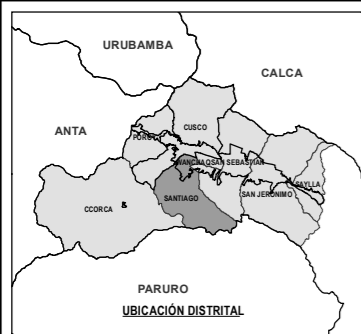 URUBAMBA
CALCA
ANTA
CUSCO
POROY
WANCHAQ
SAN SEBASTIAN
SAYLLA
SAN JERONIMO
SANTIAGO
CCORCA
&
PARURO
UBICACIÓN DISTRITAL